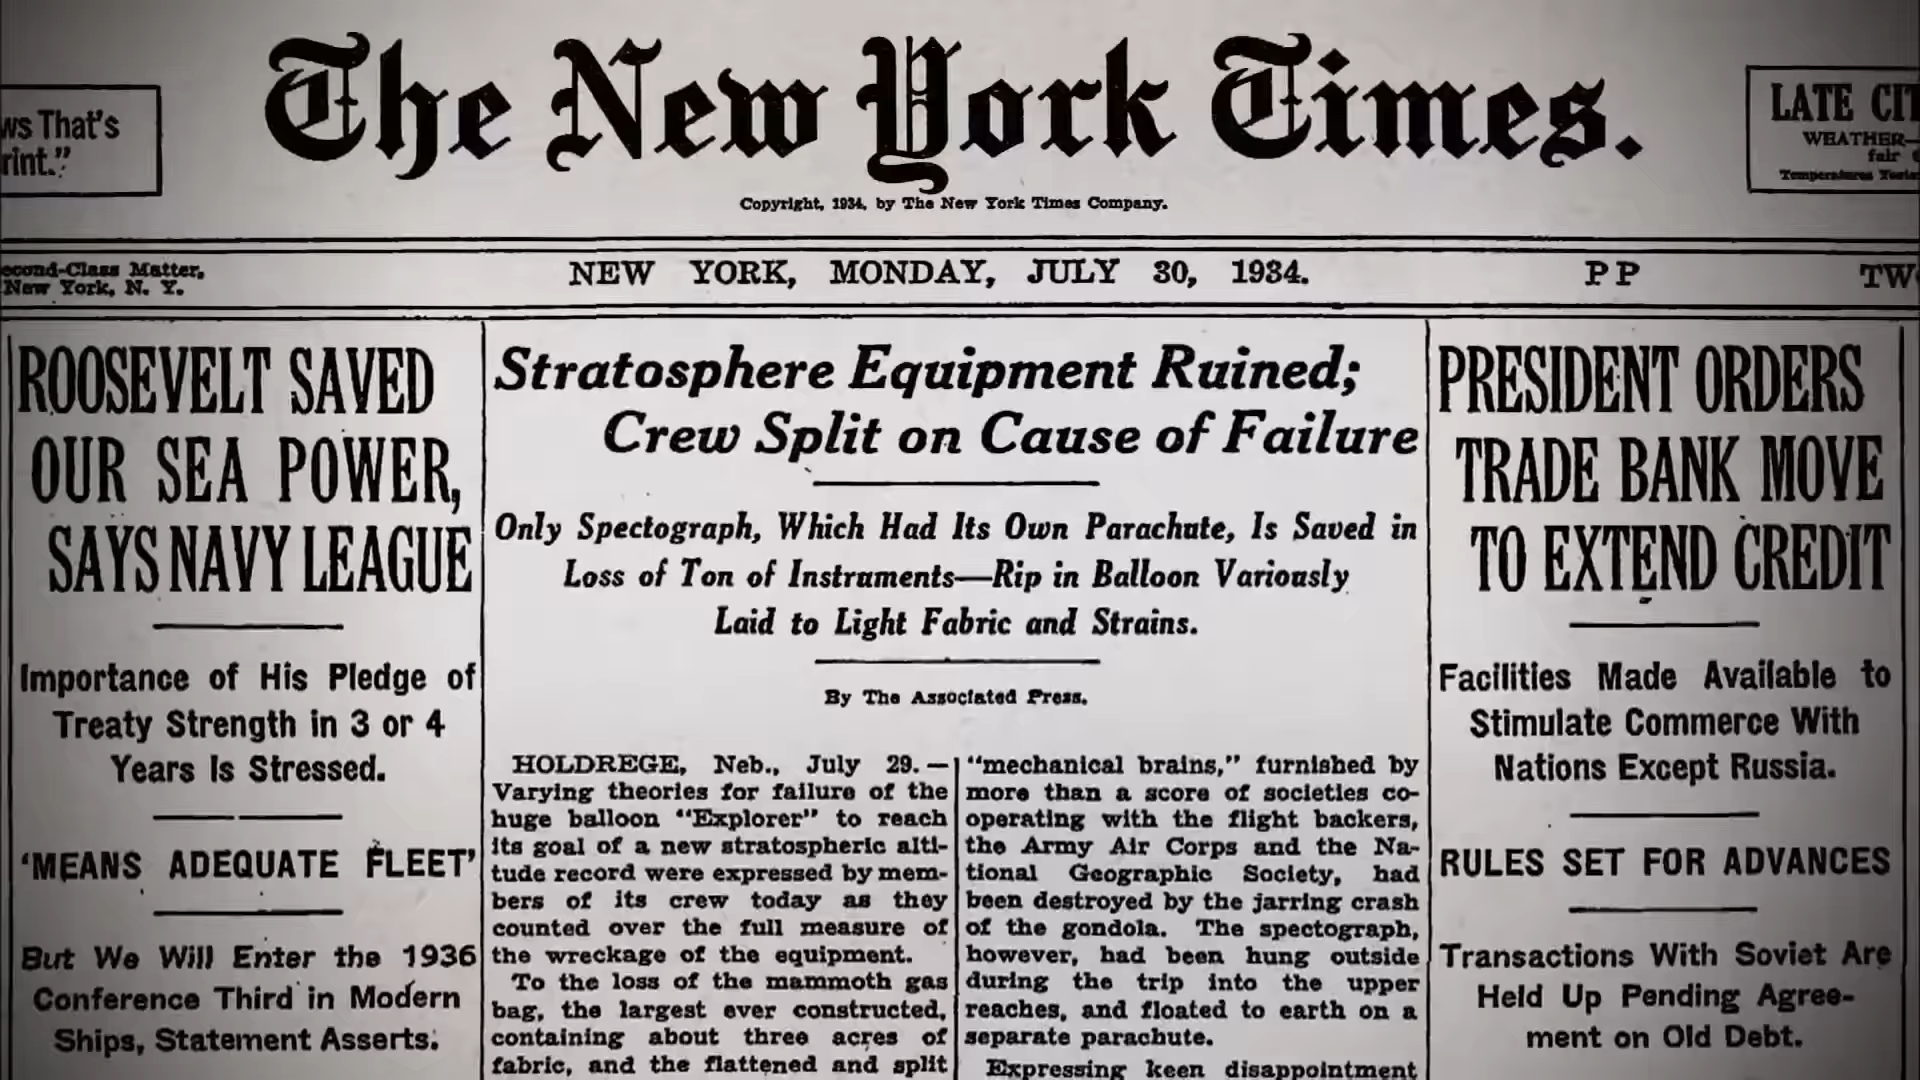 ws That's
rint."
The New York Times.
LATE CIT
WEATHER—
fair
Copyright, 1934, by The New York Times Company.
econd-Class Matter,
New York, N. Y.
NEW YORK, MONDAY, JULY 30, 1934.
PP
TW
ROOSEVELT SAVED
OUR SEA POWER,
SAYS NAVY LEAGUE
Importance of His Pledge of
Treaty Strength in 3 or 4
Years Is Stressed.
'MEANS ADEQUATE FLEET'
But We Will Enter the 1936
Conference Third in Modern
Ships, Statement Asserts.
Stratosphere Equipment Ruined;
Crew Split on Cause of Failure
Only Spectograph, Which Had Its Own Parachute, Is Saved in
Loss of Ton of Instruments—Rip in Balloon Variously
Laid to Light Fabric and Strains.
By The Associated Press.
HOLDREGE, Neb., July 29.—
Varying theories for failure of the
huge balloon "Explorer" to reach
its goal of a new stratospheric alti-
tude record were expressed by mem-
bers of its crew today as they
counted over the full measure of
the wreckage of the equipment.
To the loss of the mammoth gas
bag, the largest ever constructed,
containing about three acres of
fabric, and the flattened and split
"mechanical brains," furnished by
more than a score of societies co-
operating with the flight backers,
the Army Air Corps and the Na-
tional Geographic Society, had
been destroyed by the jarring crash
of the gondola. The spectograph,
however, had been hung outside
during the trip into the upper
reaches, and floated to earth on a
separate parachute.
Expressing keen disappointment
PRESIDENT ORDERS
TRADE BANK MOVE
TO EXTEND CREDIT
Facilities Made Available to
Stimulate Commerce With
Nations Except Russia.
RULES SET FOR ADVANCES
Transactions With Soviet Are
Held Up Pending Agree-
ment on Old Debt.